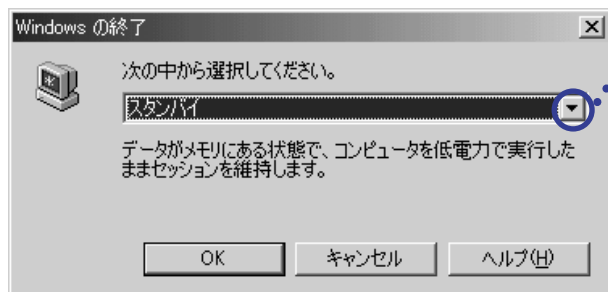 Windows の終了
次の中から選択してください。
スタンバイ
データがメモリにある状態で、コンピュータを低電力で実行した
ままセッションを維持します。
OK
キャンセル
ヘルプ(H)